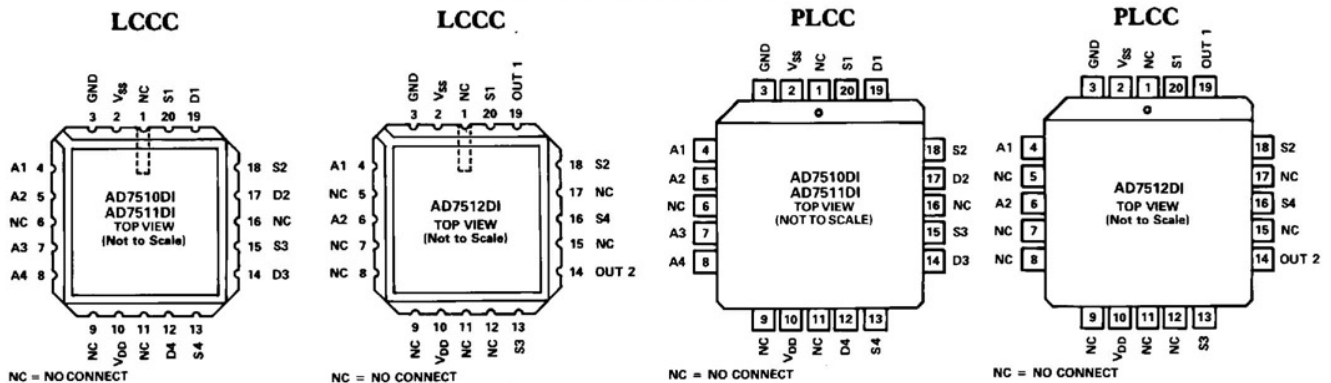 LCCC
GND VSS NC S1 D1
3 2 1 20 19
A1 4
A2 5
NC 6
A3 7
A4 8
AD7510DI
AD7511DI
TOP VIEW
(Not to Scale)
18 S2
17 D2
16 NC
15 S3
14 D3
9 10 11 12 13
NC VDD NC D4 S4
NC = NO CONNECT
LCCC
GND VSS NC S1 OUT 1
3 2 1 20 19
A1 4
NC 5
A2 6
NC 7
NC 8
AD7512DI
TOP VIEW
(Not to Scale)
18 S2
17 NC
16 S4
15 NC
14 OUT 2
9 10 11 12 13
NC VDD NC NC S3
NC = NO CONNECT
PLCC
GND VSS NC S1 D1
3 2 1 20 19
A1 4
A2 5
NC 6
A3 7
A4 8
AD7510DI
AD7511DI
TOP VIEW
(NOT TO SCALE)
18 S2
17 D2
16 NC
15 S3
14 D3
9 10 11 12 13
NC VDD NC D4 S4
NC = NO CONNECT
PLCC
GND VSS NC S1 OUT 1
3 2 1 20 19
A1 4
NC 5
A2 6
NC 7
NC 8
AD7512DI
TOP VIEW
(Not to Scale)
18 S2
17 NC
16 S4
15 NC
14 OUT 2
9 10 11 12 13
NC VDD NC NC S3
NC = NO CONNECT